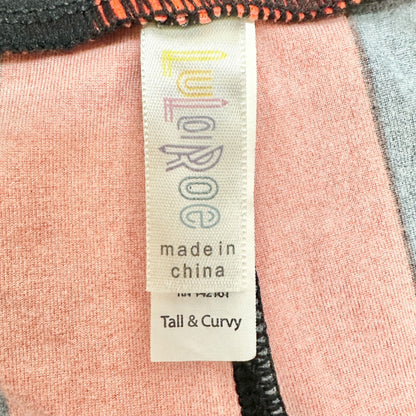 LuLaRoe
made in
china
Tall & Curvy